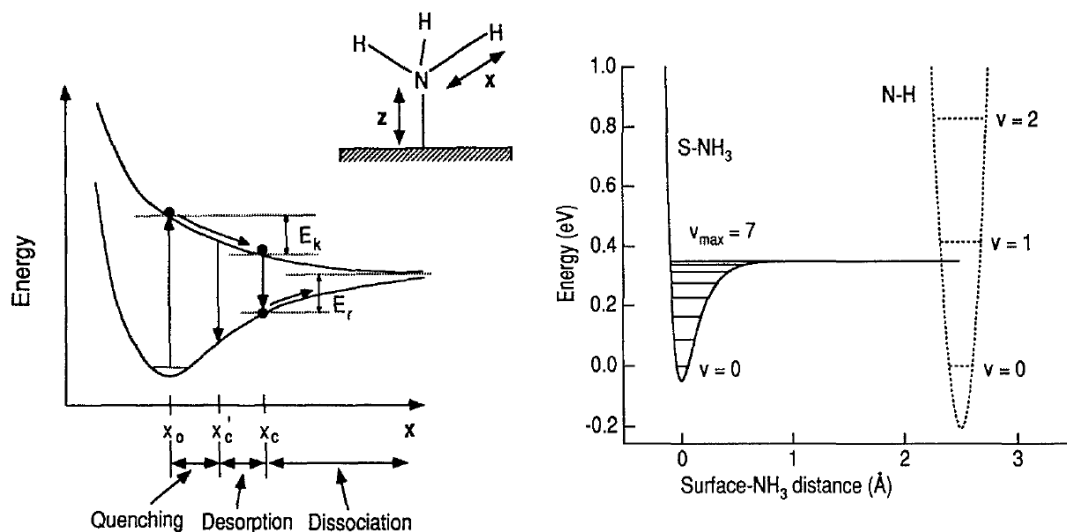 H
H
H
N
x
z
Energy
E_k
E_r
x_o
x_c'
x_c
x
Quenching
Desorption
Dissociation
1.0
0.8
0.6
0.4
0.2
0.0
-0.2
Energy (eV)
N-H
S-NH₃
v = 2
v_max = 7
v = 1
v = 0
v = 0
0
1
2
3
Surface-NH₃ distance (Å)